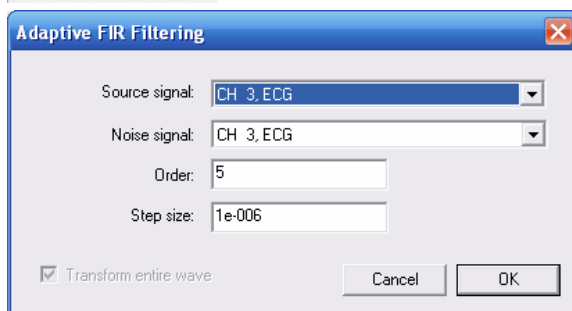 Adaptive FIR Filtering
Source signal: CH 3, ECG
Noise signal: CH 3, ECG
Order: 5
Step size: 1e-006
Transform entire wave Cancel OK